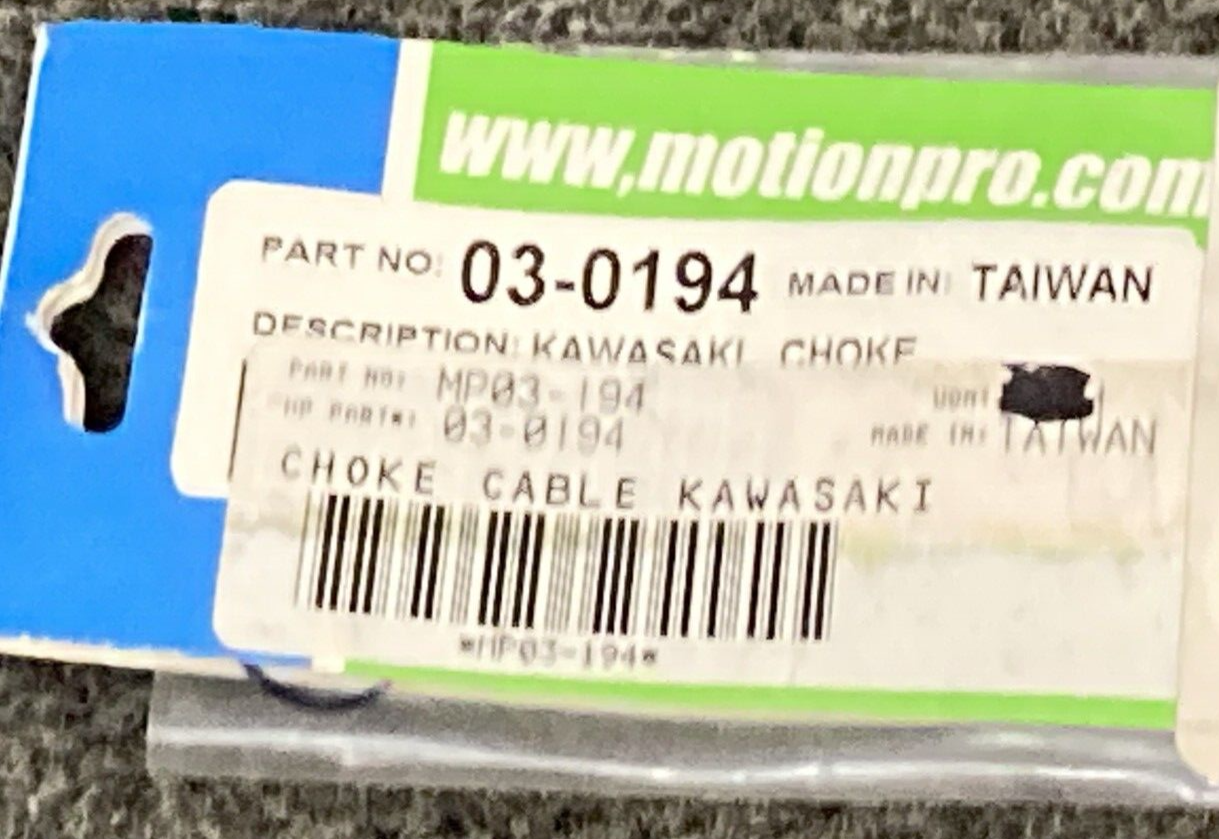 www.motionpro.com
PART NO: 03-0194 MADE IN: TAIWAN
DESCRIPTION: KAWASAKI CHOKE
PART NO: MP03-194
MP PART#: 03-0194 MADE IN: TAIWAN
CHOKE CABLE KAWASAKI
*MP03-194*